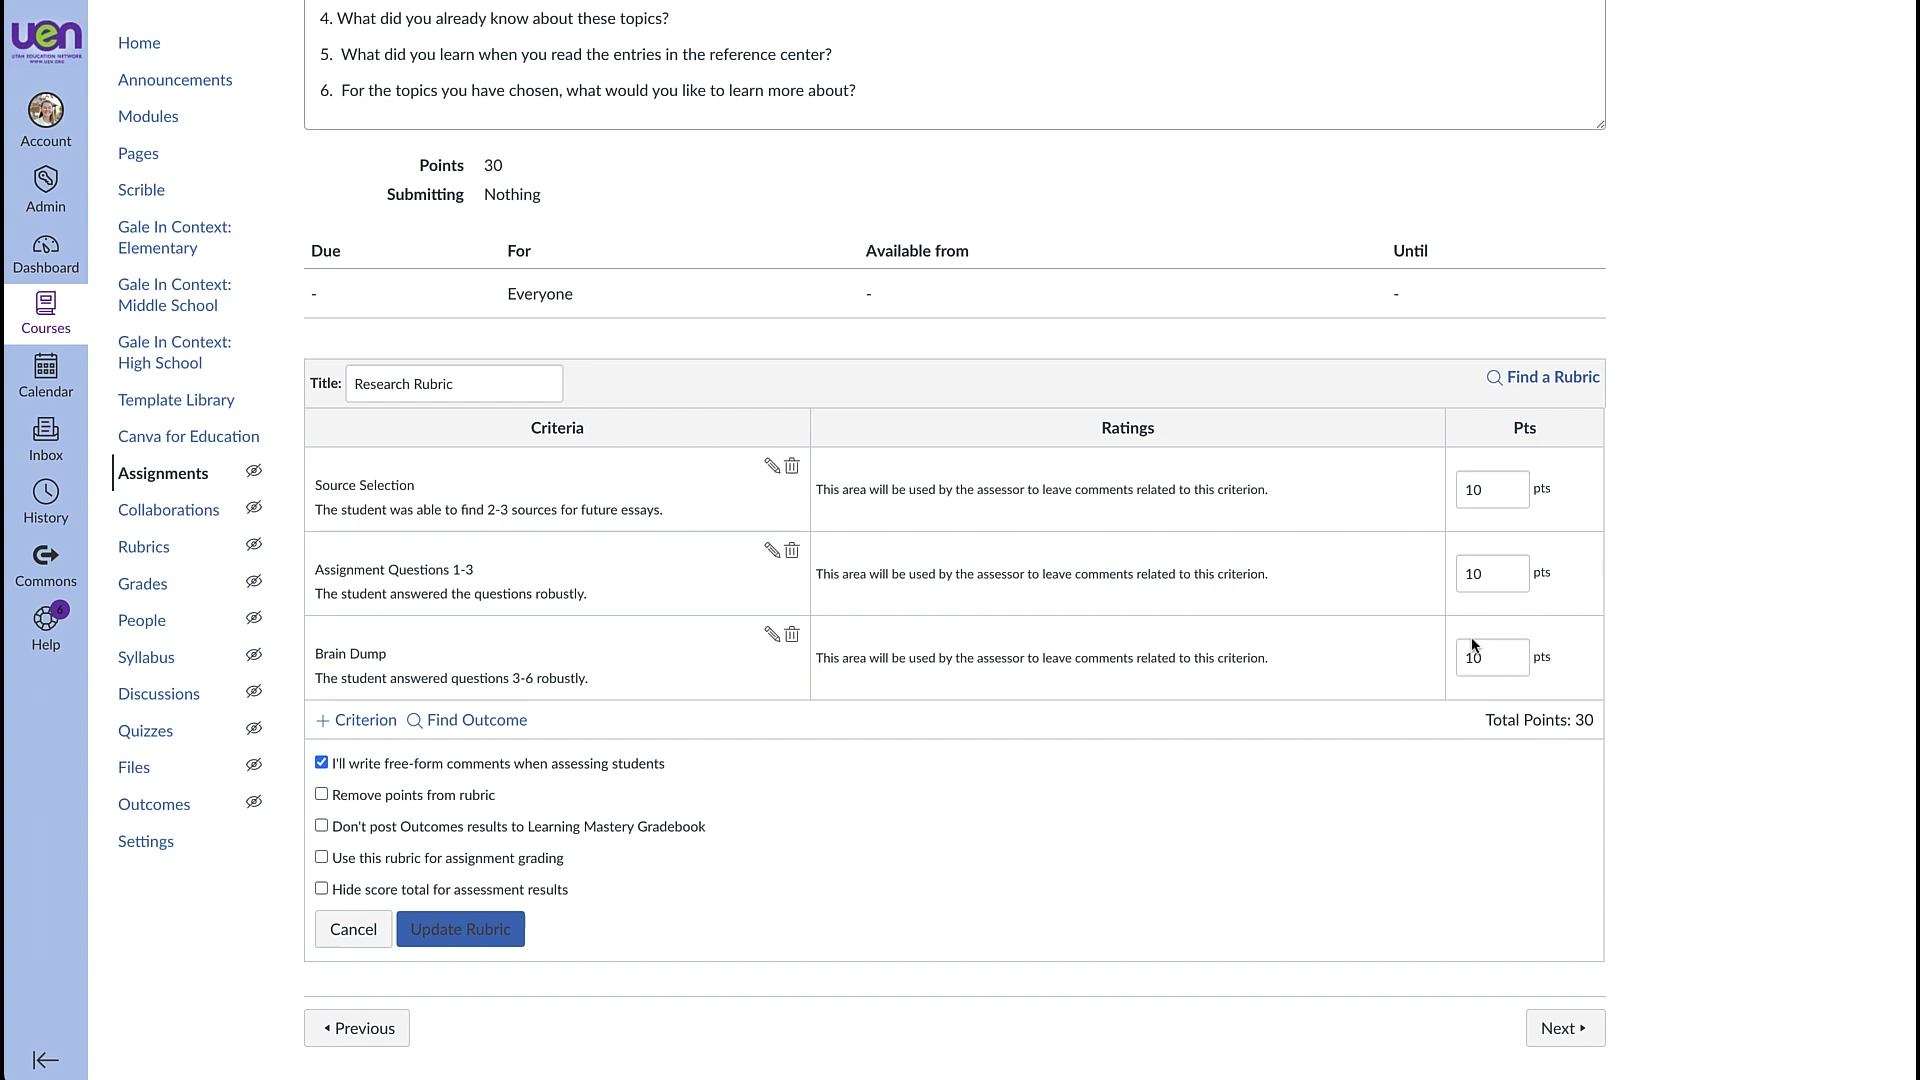 4. What did you already know about these topics?
5. What did you learn when you read the entries in the reference center?
6. For the topics you have chosen, what would you like to learn more about?
uen
UTAH EDUCATION NETWORK
WWW.UEN.ORG
Account
Admin
Dashboard
Courses
Calendar
Inbox
History
Commons
6
Help
Home
Announcements
Modules
Pages
Scrible
Gale In Context:
Elementary
Gale In Context:
Middle School
Gale In Context:
High School
Template Library
Canva for Education
Assignments
Collaborations
Rubrics
Grades
People
Syllabus
Discussions
Quizzes
Files
Outcomes
Settings
Points 30
Submitting Nothing
Due For Available from Until
- Everyone - -
Title: Research Rubric Find a Rubric
Criteria Ratings Pts
Source Selection
The student was able to find 2-3 sources for future essays.
This area will be used by the assessor to leave comments related to this criterion.
10 pts
Assignment Questions 1-3
The student answered the questions robustly.
This area will be used by the assessor to leave comments related to this criterion.
10 pts
Brain Dump
The student answered questions 3-6 robustly.
This area will be used by the assessor to leave comments related to this criterion.
10 pts
+ Criterion Find Outcome Total Points: 30
I'll write free-form comments when assessing students
Remove points from rubric
Don't post Outcomes results to Learning Mastery Gradebook
Use this rubric for assignment grading
Hide score total for assessment results
Cancel Update Rubric
Previous Next